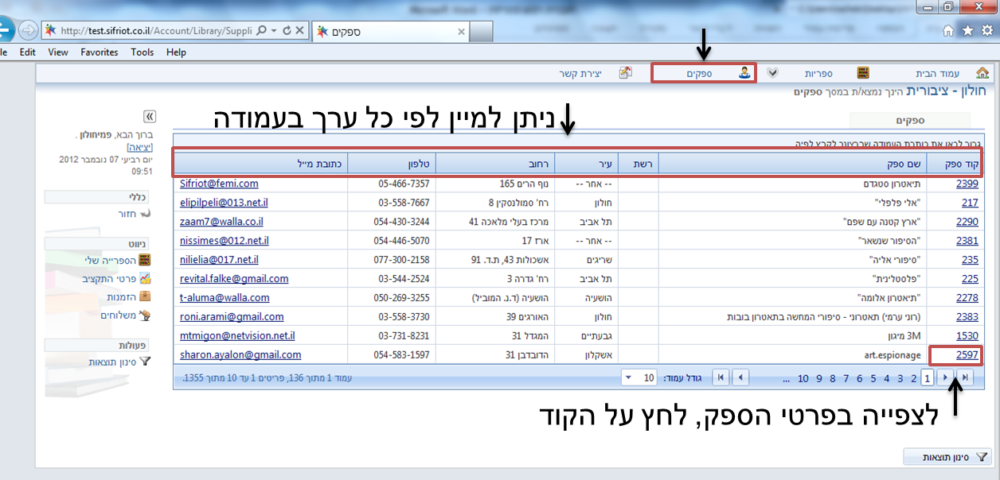 http://test.sifriot.co.il/Account/Library/Suppli
ספקים
le Edit View Favorites Tools Help
עמוד הבית ספריות ספקים יצירת קשר
חולון - ציבורית הינך נמצא/ת במסך ספקים
ניתן למיין לפי כל ערך בעמודה
ספקים
ברוך הבא, פמיחולון .
[יציאה]
יום רביעי 07 נובמבר 2012
09:51
כללי
חזור
ניווט
הספרייה שלי
פרטי התקציב
הזמנות
משלוחים
פעולות
סינון תוצאות
גרור לכאן את כותרת העמודה שברצונך לקבץ לפיה
קוד ספק שם ספק רשת עיר רחוב טלפון כתובת מייל
2399 תיאטרון סטגדם -- אחר -- נוף הרים 165 05-466-7357 Sifriot@femi.com
217 "אלי פלפלי" חולון רח' סמולנסקין 8 03-558-7667 elipilpeli@013.net.il
2290 "ארץ קטנה עם שפם" תל אביב מרכז בעלי מלאכה 41 054-430-3244 zaam7@walla.co.il
2381 "הסיפור שנשאר" -- אחר -- ארז 17 054-446-5070 nissimes@012.net.il
235 "סיפורי אליה" שריגים אשכולות 43, ת.ד. 91 077-300-2158 nilielia@017.net.il
225 "פלסטלינית" תל אביב רח' גדרה 3 03-544-2524 revital.falke@gmail.com
2278 "תיאטרון אלומה" הושעיה הושעיה (ד.נ. המוביל) 050-269-3255 t-aluma@walla.com
2383 (רוני ערמי) תאטרוני - סיפורי המחשה בתאטרון בובות חולון האורגים 39 03-558-3730 roni.arami@gmail.com
1530 3M מיגון גבעתיים המגדל 31 03-731-8231 mtmigon@netvision.net.il
2597 art.espionage אשקלון הדובדבן 31 054-583-1597 sharon.ayalon@gmail.com
1 2 3 4 5 6 7 8 9 10 ... גודל עמוד: 10 עמוד 1 מתוך 136, פריטים 1 עד 10 מתוך 1355.
לצפייה בפרטי הספק, לחץ על הקוד
סינון תוצאות